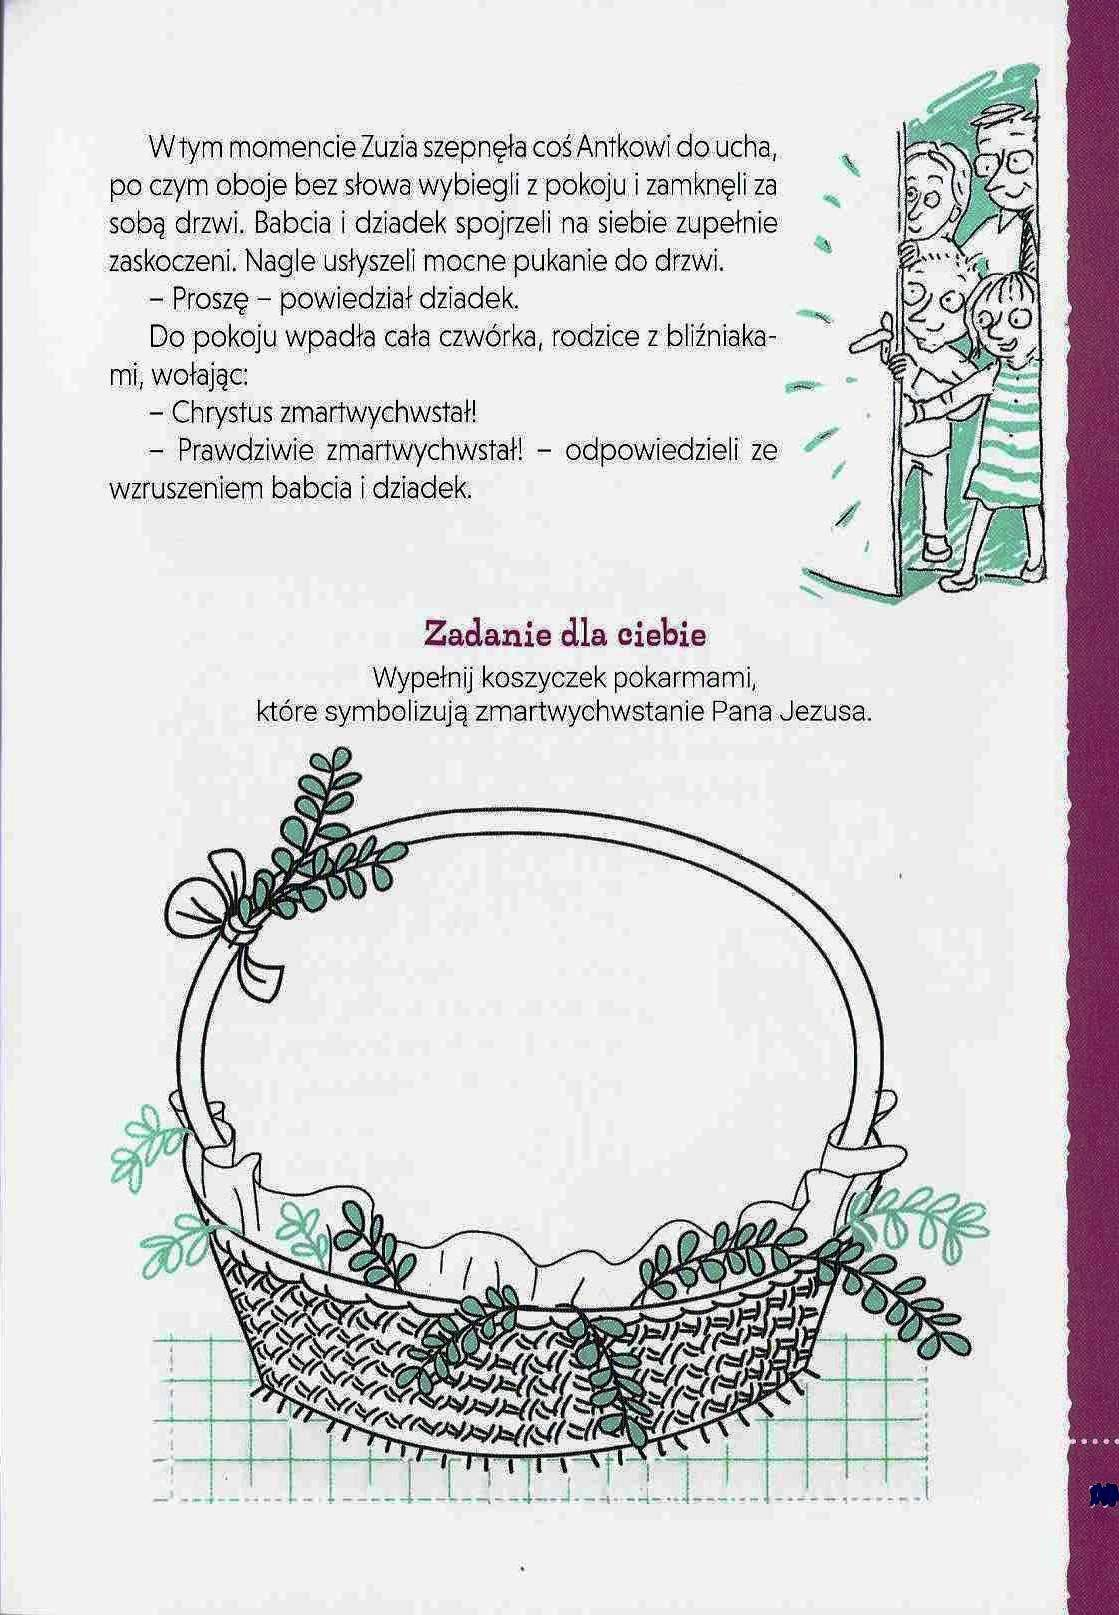 W tym momencie Zuzia szepnęła coś Antkowi do ucha,
po czym oboje bez słowa wybiegli z pokoju i zamknęli za
sobą drzwi. Babcia i dziadek spojrzeli na siebie zupełnie
zaskoczeni. Nagle usłyszeli mocne pukanie do drzwi.
– Proszę – powiedział dziadek.
Do pokoju wpadła cała czwórka, rodzice z bliźniaka-
mi, wołając:
– Chrystus zmartwychwstał!
– Prawdziwie zmartwychwstał! – odpowiedzieli ze
wzruszeniem babcia i dziadek.
Zadanie dla ciebie
Wypełnij koszyczek pokarmami,
które symbolizują zmartwychwstanie Pana Jezusa.